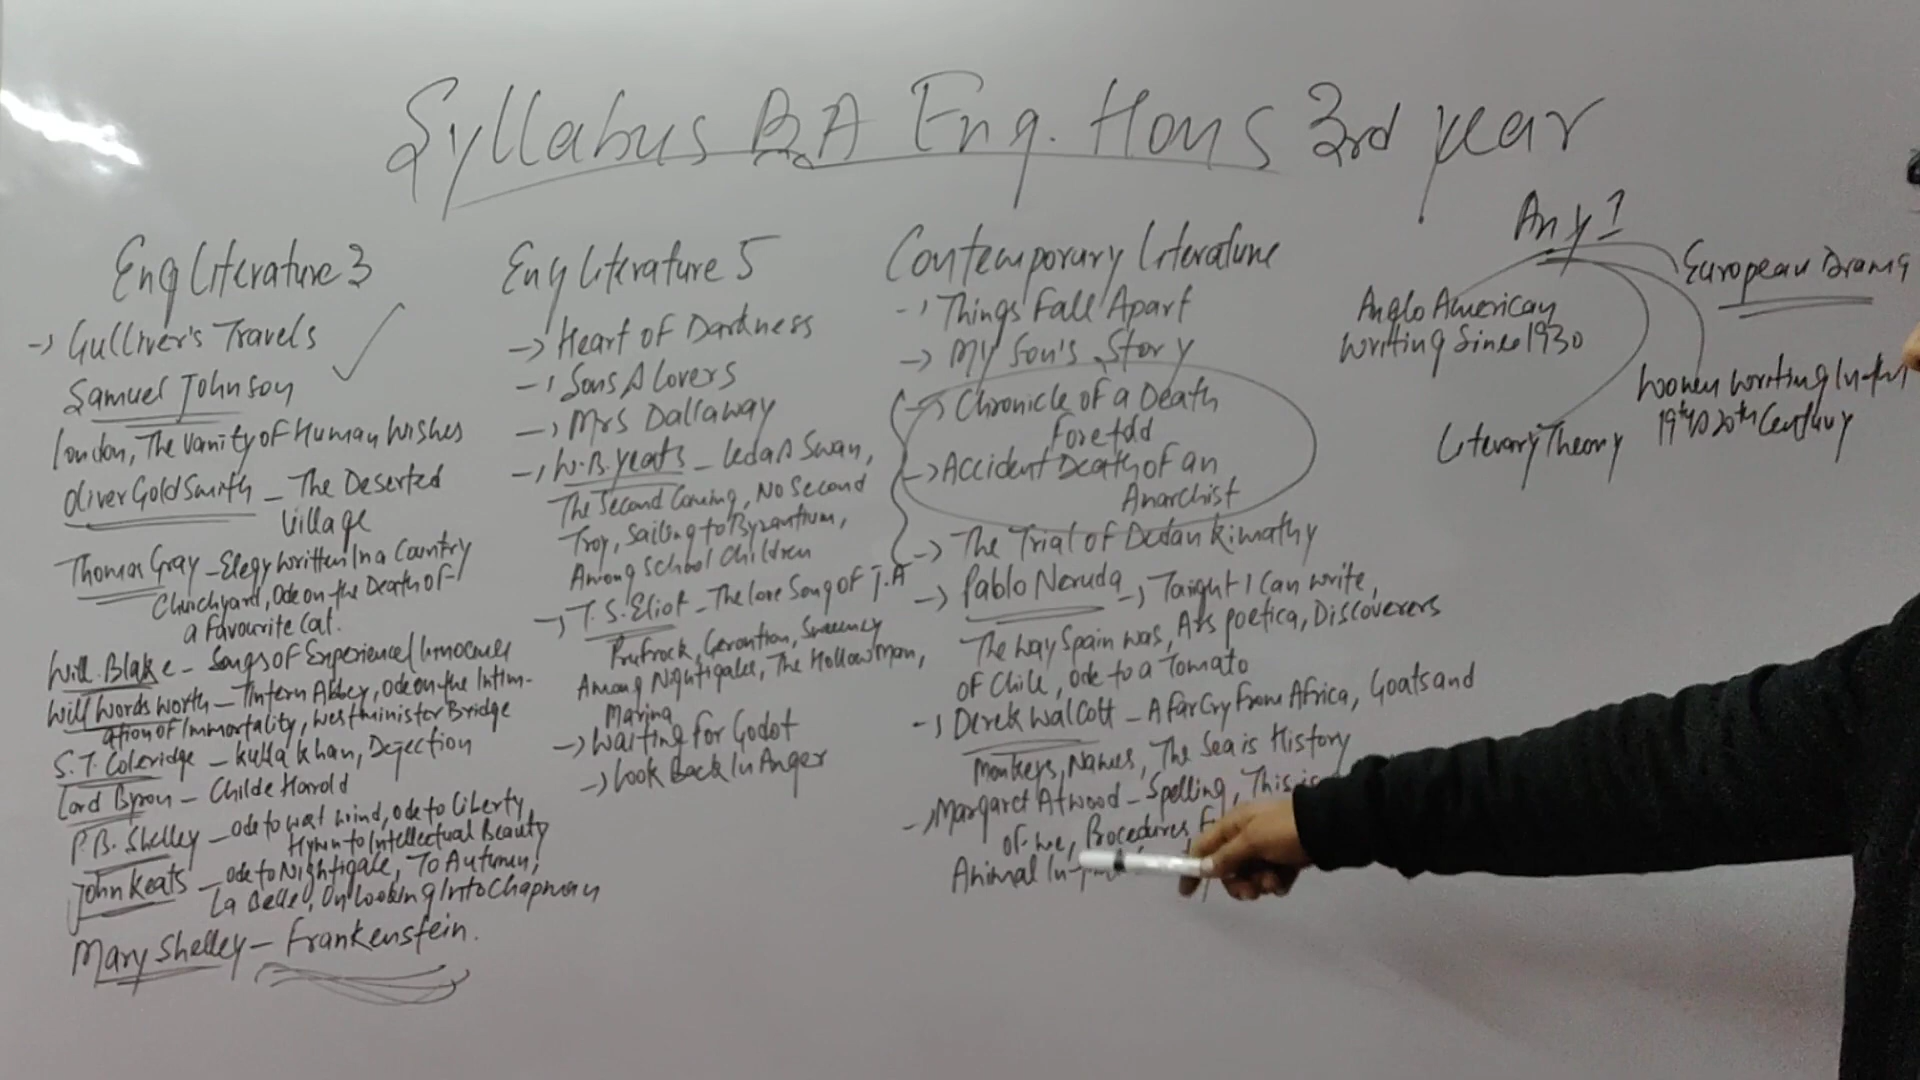 Syllabus BA Eng. Hons 3rd year
Eng Literature 3
-> Gulliver's Travels
Samuel Johnson
London, The Vanity of Human Wishes
Oliver Goldsmith - The Deserted
Village
Thomas Gray - Elegy written In a Country
Churchyard, Ode on the Death of
a favourite Cat.
Will. Blake - Songs of Experience/Innocence
Will Words worth - Tintern Abbey, Ode on the Intim-
ation of Immortality, Westminister Bridge
S.T. Coleridge - Kulla Khan, Dejection
Lord Byron - Childe Harold
P.B. Shelley - Ode to West Wind, Ode to Liberty,
Hymn to Intellectual Beauty
John Keats - Ode to Nightigale, To Autumn,
La Belle, On Looking Into Chapman
Mary Shelley - Frankenstein.
Eng Literature 5
-> Heart of Darkness
-> Sons & Lovers
-> Mrs Dallaway
-> W.B. Yeats - Leda & Swan,
The Second Coming, No Second
Troy, Sailing to Byzantium,
Among School Children
-> T.S. Eliot - The Love Song of J.A
Prufrock, Gerontion, Sweeney
Among Nightigales, The Hollow Man,
Marina
-> Waiting for Godot
-> Look Back In Anger
Contemporary Literature
-> Things Fall Apart
-> My Son's Story
-> Chronicle of a Death
Foretold
-> Accident Death of an
Anarchist
-> The Trial of Dedan Kimathy
-> Pablo Neruda -> Tonight I Can write,
The Way Spain was, Ars Poetica, Discoverers
of Chile, Ode to a Tomato
-> Derek Walcott - A Far Cry From Africa, Goats and
Monkeys, Names, The Sea is History
-> Margaret Atwood - Spelling, This is
of me, Procedures
Animal In
Any 1
European Drama
Anglo American
Writing Since 1930
Women Writing In
19th & 20th Century
Literary Theory